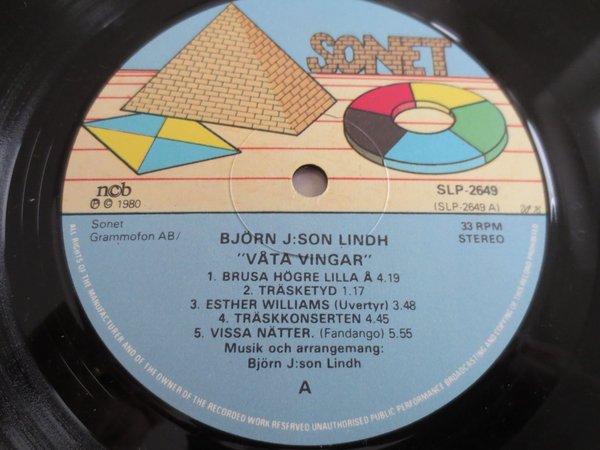 SONET
ncb
Ⓟ © 1980
SLP-2649
(SLP-2649 A)
Sonet
Grammofon AB/
33 RPM
STEREO
BJÖRN J:SON LINDH
"VÅTA VINGAR"
1. BRUSA HÖGRE LILLA Å 4.19
2. TRÄSKETYD 1.17
3. ESTHER WILLIAMS (Uvertyr) 3.48
4. TRÄSKKONSERTEN 4.45
5. VISSA NÄTTER. (Fandango) 5.55
Musik och arrangemang:
Björn J:son Lindh
A
ALL RIGHTS OF THE MANUFACTURER AND OF THE OWNER OF THE RECORDED WORK RESERVED UNAUTHORISED PUBLIC PERFORMANCE BROADCASTING AND COPYING OF THIS RECORD PROHIBITED